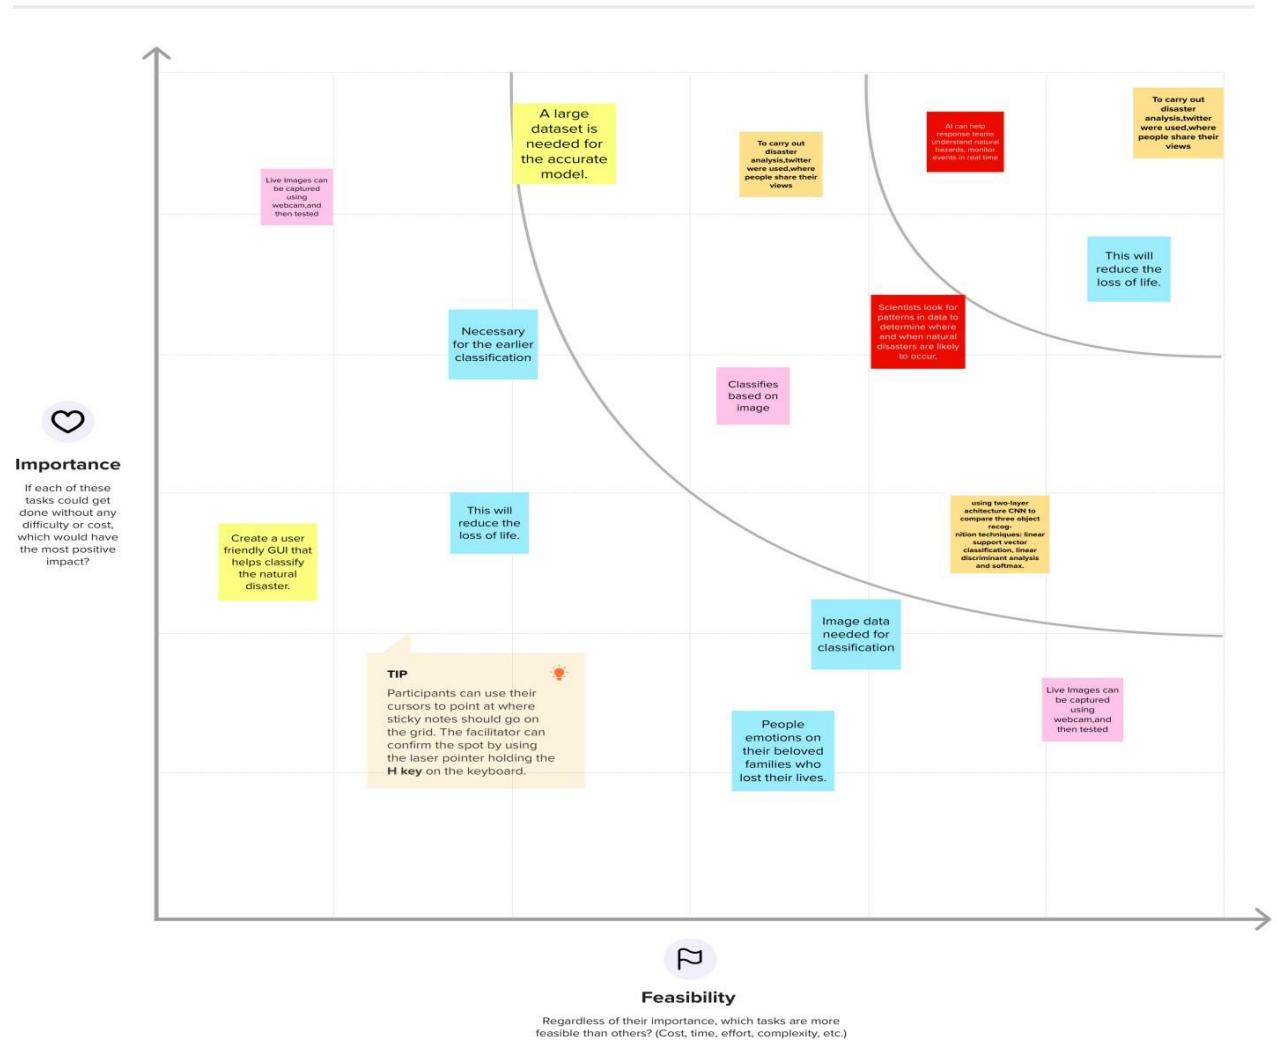 A large
dataset is
needed for
the accurate
model.
To carry out
disaster
analysis,twitter
were used,where
people share their
views
AI can help
response teams
understand natural
hazards, monitor
events in real time
To carry out
disaster
analysis,twitter
were used,where
people share their
views
Live Images can
be captured
using
webcam,and
then tested
This will
reduce the
loss of life.
Necessary
for the earlier
classification
Scientists look for
patterns in data to
determine where
and when natural
disasters are likely
to occur,
Classifies
based on
image
Importance
If each of these
tasks could get
done without any
difficulty or cost,
which would have
the most positive
impact?
Create a user
friendly GUI that
helps classify
the natural
disaster.
This will
reduce the
loss of life.
using two-layer
achitecture CNN to
compare three object
recog-
nition techniques: linear
support vector
classification, linear
discriminant analysis
and softmax.
Image data
needed for
classification
TIP
Participants can use their
cursors to point at where
sticky notes should go on
the grid. The facilitator can
confirm the spot by using
the laser pointer holding the
H key on the keyboard.
People
emotions on
their beloved
families who
lost their lives.
Live Images can
be captured
using
webcam,and
then tested
Feasibility
Regardless of their importance, which tasks are more
feasible than others? (Cost, time, effort, complexity, etc.)